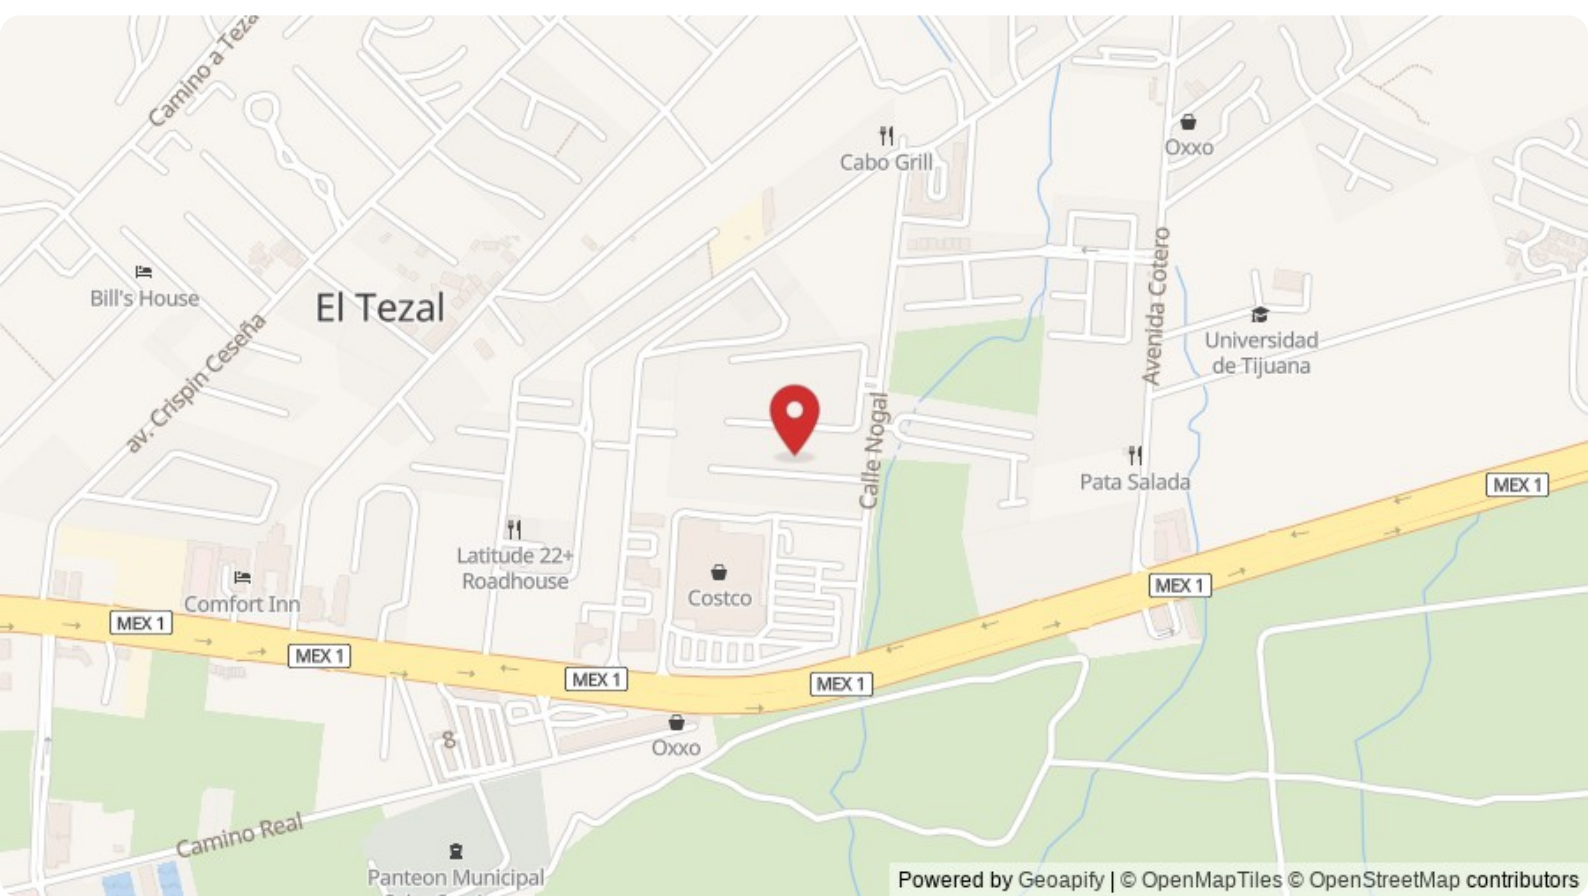 Camino a Teza
Cabo Grill
Oxxo
Bill's House
El Tezal
Avenida Cotero
Universidad
de Tijuana
av. Crispin Ceseña
Calle Nogal
Pata Salada
MEX 1
Latitude 22+
Roadhouse
Costco
Comfort Inn
MEX 1
MEX 1
MEX 1
MEX 1
MEX 1
8
Oxxo
Camino Real
Panteon Municipal
Powered by Geoapify | © OpenMapTiles © OpenStreetMap contributors